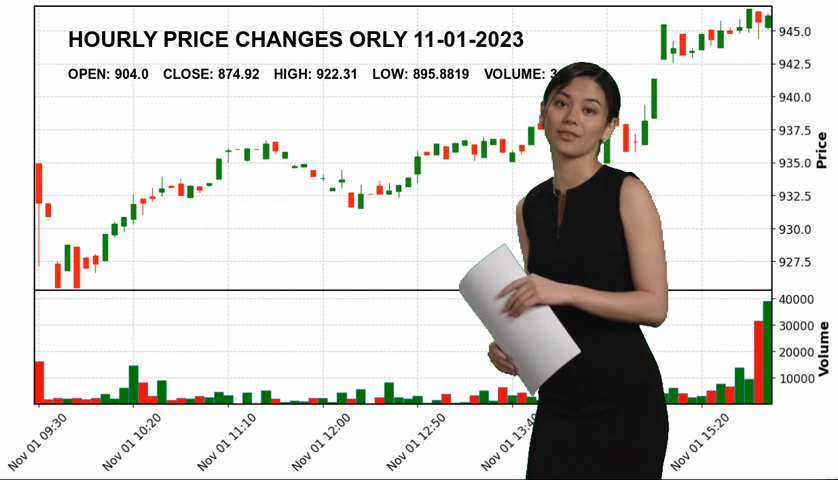 HOURLY PRICE CHANGES ORLY 11-01-2023
OPEN: 904.0 CLOSE: 874.92 HIGH: 922.31 LOW: 895.8819 VOLUME: 3
945.0
942.5
940.0
937.5
935.0
932.5
930.0
927.5
Price
40000
30000
20000
10000
Volume
Nov 01 09:30
Nov 01 10:20
Nov 01 11:10
Nov 01 12:00
Nov 01 12:50
Nov 01 13:40
Nov 01 15:20